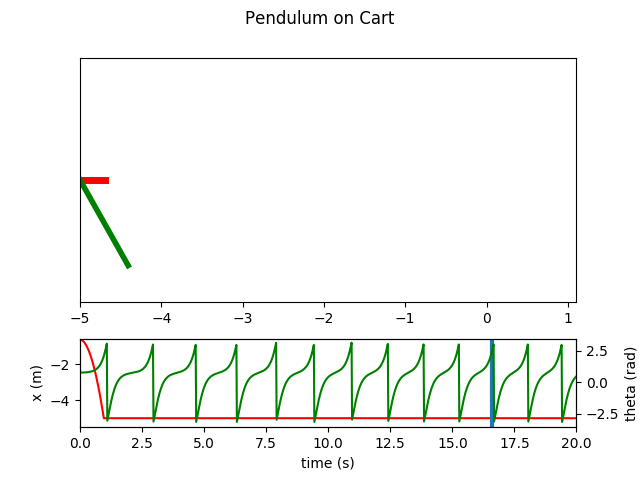 Pendulum on Cart
−5 −4 −3 −2 −1 0 1
−2
−4
x (m)
2.5
0.0
−2.5
theta (rad)
0.0 2.5 5.0 7.5 10.0 12.5 15.0 17.5 20.0
time (s)